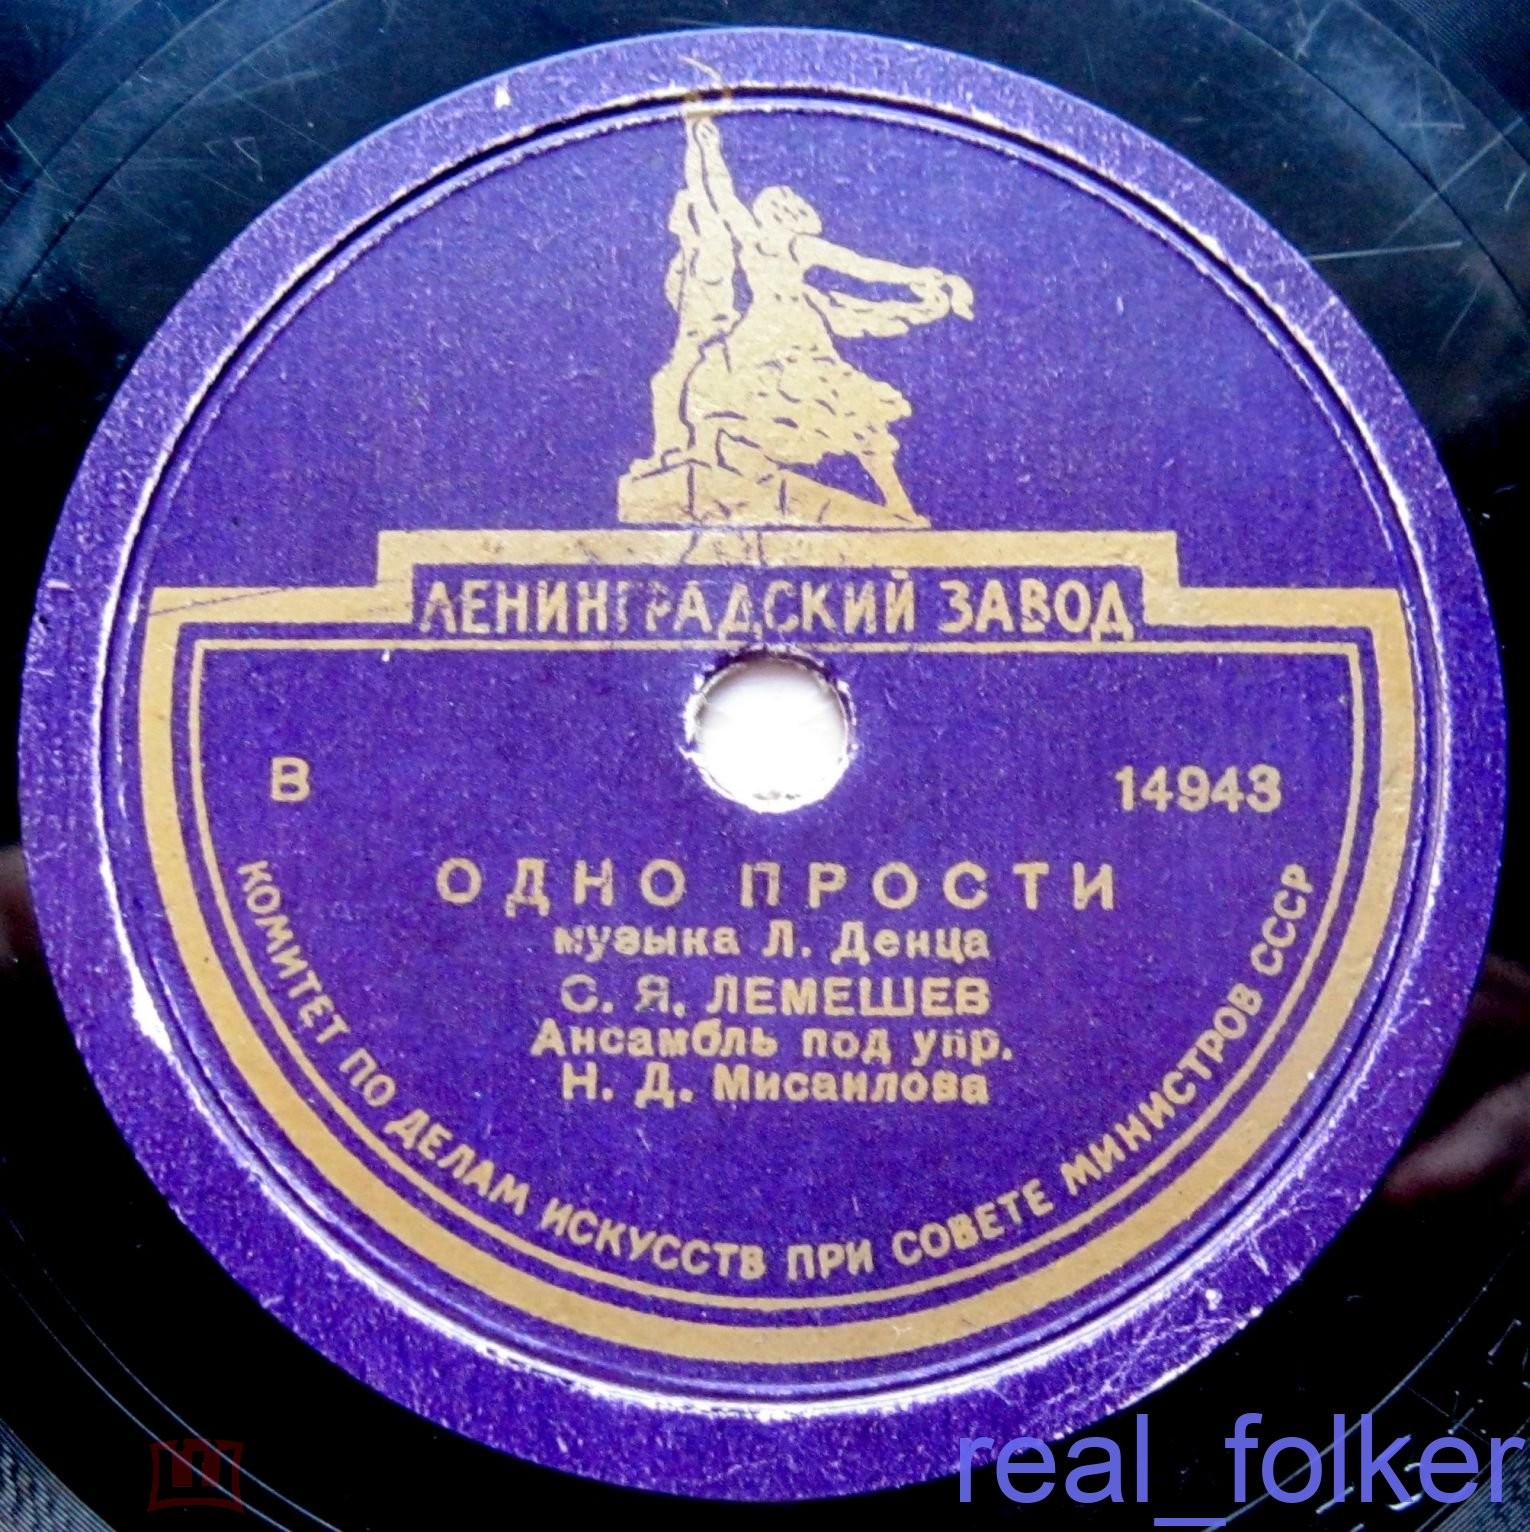 ЛЕНИНГРАДСКИЙ ЗАВОД
В 14943
ОДНО ПРОСТИ
музыка Л. Денца
С. Я. ЛЕМЕШЕВ
Ансамбль под упр.
Н. Д. Мисаилова
КОМИТЕТ ПО ДЕЛАМ ИСКУССТВ ПРИ СОВЕТЕ МИНИСТРОВ СССР
real_folker